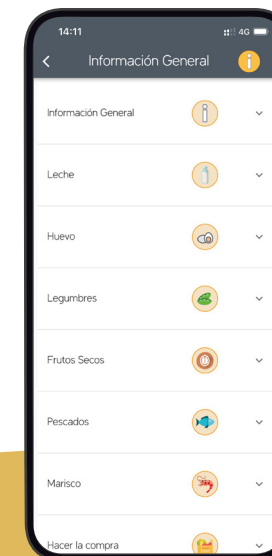 14:11
4G
Información General
Información General
Leche
Huevo
Legumbres
Frutos Secos
Pescados
Marisco
Hacer la compra